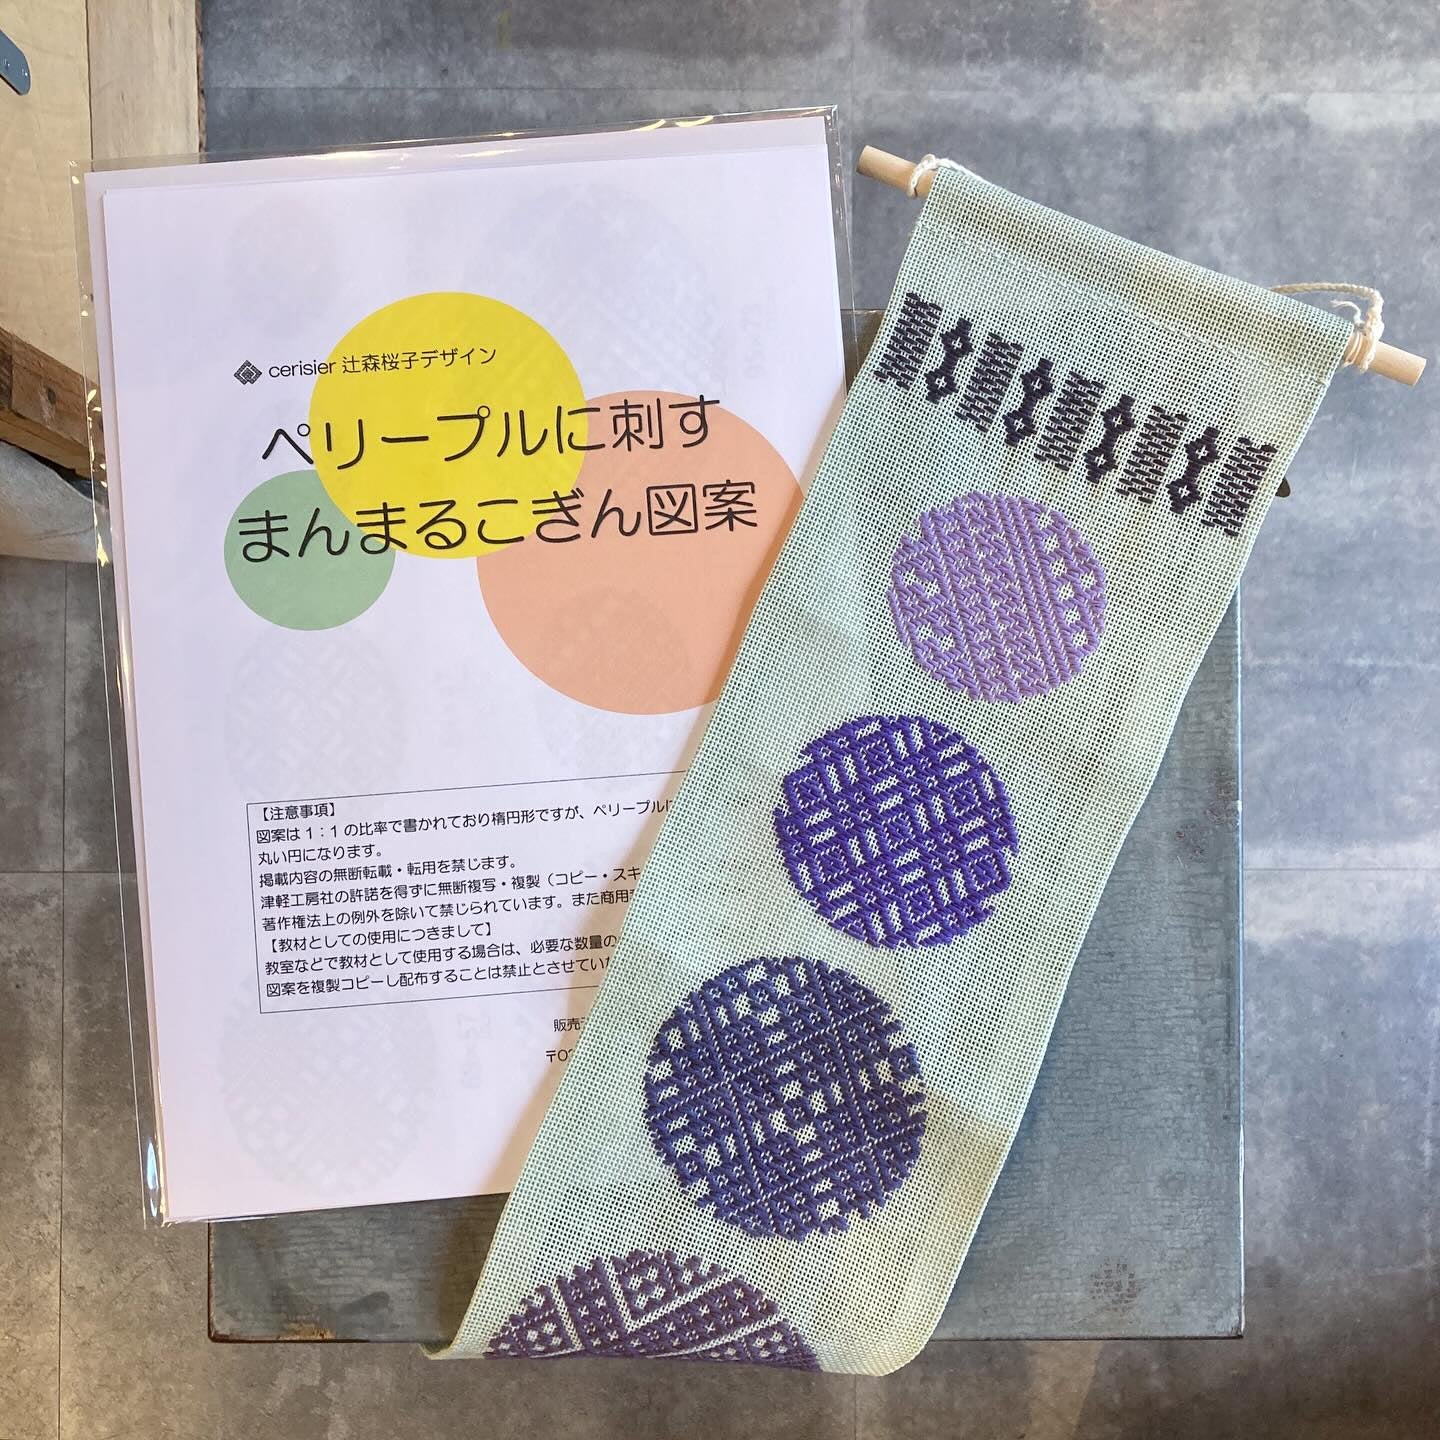 cerisier 辻森桜子デザイン
ペリープルに刺す
まんまるこぎん図案
【注意事項】
図案は1：1の比率で書かれており楕円形ですが、ペリープルに
丸い円になります。
掲載内容の無断転載・転用を禁じます。
津軽工房社の許諾を得ずに無断複写・複製（コピー・スキ
著作権法上の例外を除いて禁じられています。また商用
【教材としての使用につきまして】
教室などで教材として使用する場合は、必要な数量の
図案を複製コピーし配布することは禁止とさせていた
販売
〒03